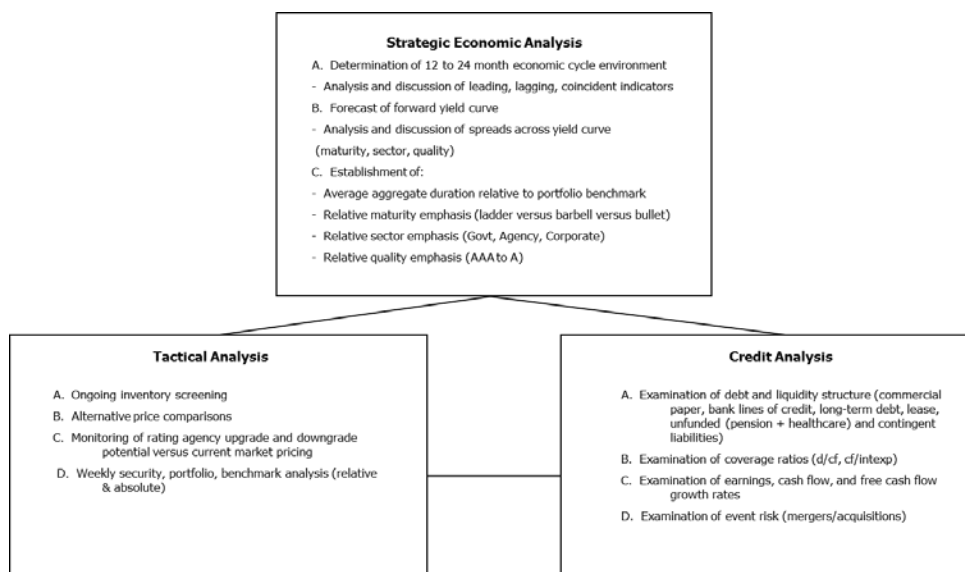 Strategic Economic Analysis
A. Determination of 12 to 24 month economic cycle environment
- Analysis and discussion of leading, lagging, coincident indicators
B. Forecast of forward yield curve
- Analysis and discussion of spreads across yield curve
(maturity, sector, quality)
C. Establishment of:
- Average aggregate duration relative to portfolio benchmark
- Relative maturity emphasis (ladder versus barbell versus bullet)
- Relative sector emphasis (Govt, Agency, Corporate)
- Relative quality emphasis (AAA to A)
Tactical Analysis
A. Ongoing inventory screening
B. Alternative price comparisons
C. Monitoring of rating agency upgrade and downgrade
potential versus current market pricing
D. Weekly security, portfolio, benchmark analysis (relative
& absolute)
Credit Analysis
A. Examination of debt and liquidity structure (commercial
paper, bank lines of credit, long-term debt, lease,
unfunded (pension + healthcare) and contingent
liabilities)
B. Examination of coverage ratios (d/cf, cf/intexp)
C. Examination of earnings, cash flow, and free cash flow
growth rates
D. Examination of event risk (mergers/acquisitions)